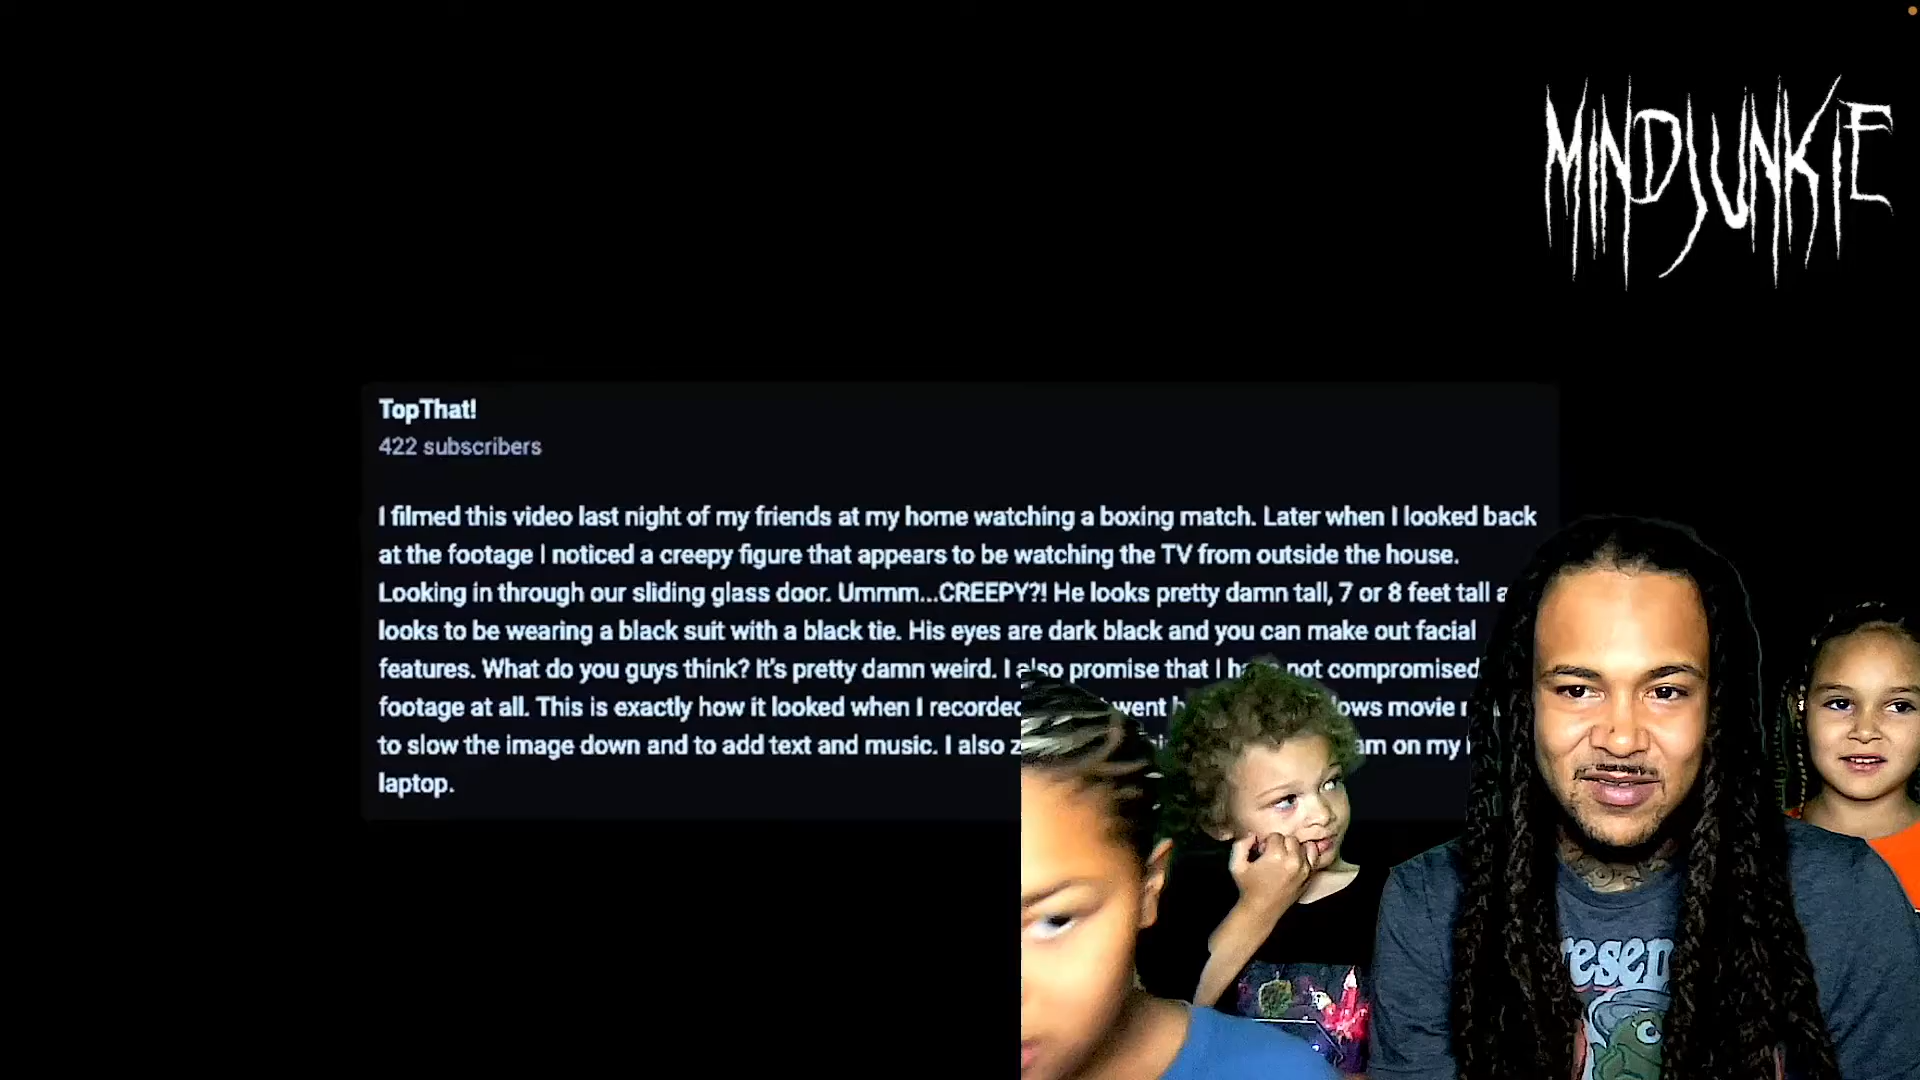 MINDJUNKIE
TopThat!
422 subscribers
I filmed this video last night of my friends at my home watching a boxing match. Later when I looked back
at the footage I noticed a creepy figure that appears to be watching the TV from outside the house.
Looking in through our sliding glass door. Ummm...CREEPY?! He looks pretty damn tall, 7 or 8 feet tall
looks to be wearing a black suit with a black tie. His eyes are dark black and you can make out facial
features. What do you guys think? It's pretty damn weird. I also promise that I not compromised
footage at all. This is exactly how it looked when I recorded went movie
to slow the image down and to add text and music. I also on my
laptop.